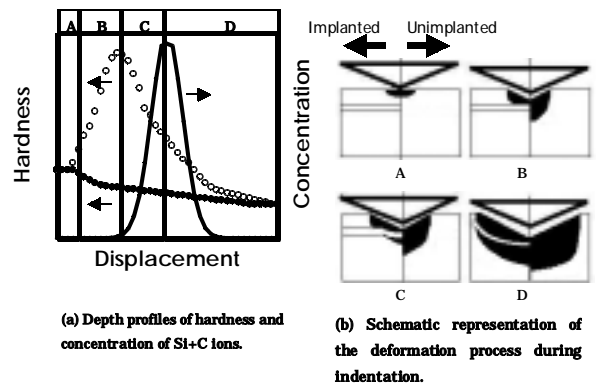 A B C D
Hardness
Concentration
Displacement
(a) Depth profiles of hardness and
concentration of Si+C ions.
Implanted Unimplanted
A B
C D
(b) Schematic representation of
the deformation process during
indentation.